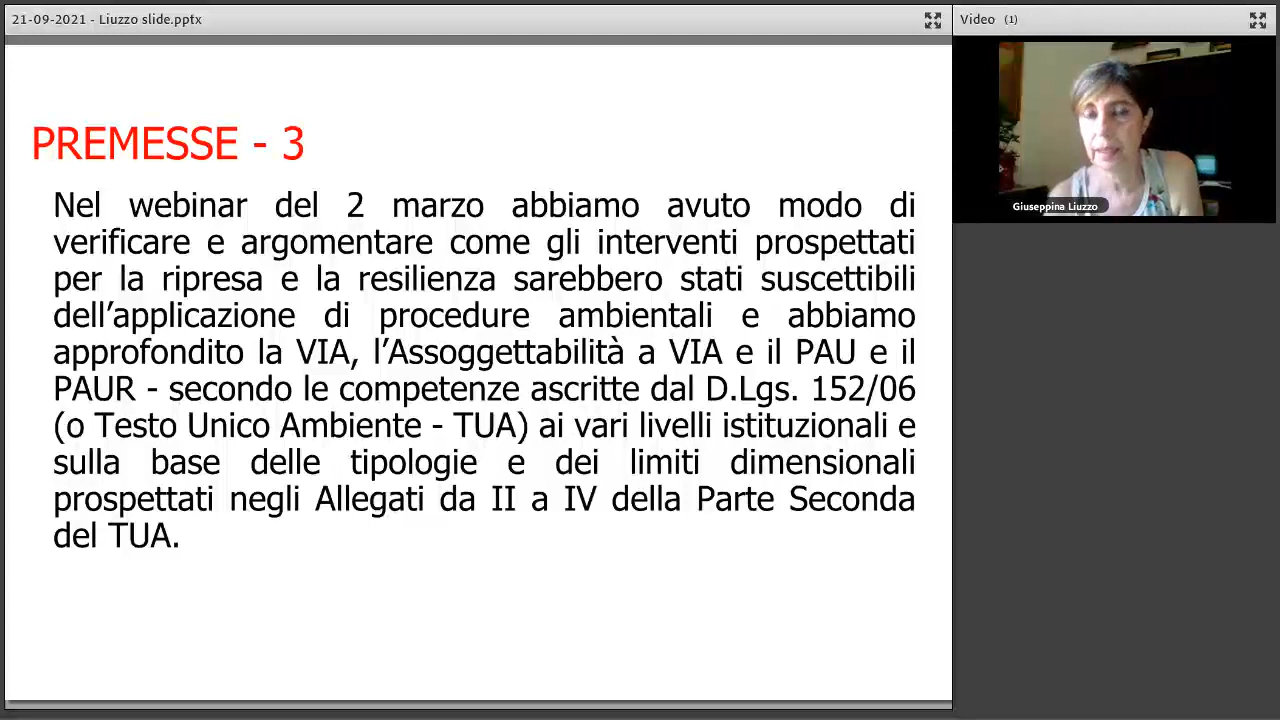 21-09-2021 - Liuzzo slide.pptx
Video (1)
PREMESSE - 3
Nel webinar del 2 marzo abbiamo avuto modo di
verificare e argomentare come gli interventi prospettati
per la ripresa e la resilienza sarebbero stati suscettibili
dell’applicazione di procedure ambientali e abbiamo
approfondito la VIA, l’Assoggettabilità a VIA e il PAU e il
PAUR - secondo le competenze ascritte dal D.Lgs. 152/06
(o Testo Unico Ambiente - TUA) ai vari livelli istituzionali e
sulla base delle tipologie e dei limiti dimensionali
prospettati negli Allegati da II a IV della Parte Seconda
del TUA.
Giuseppina Liuzzo